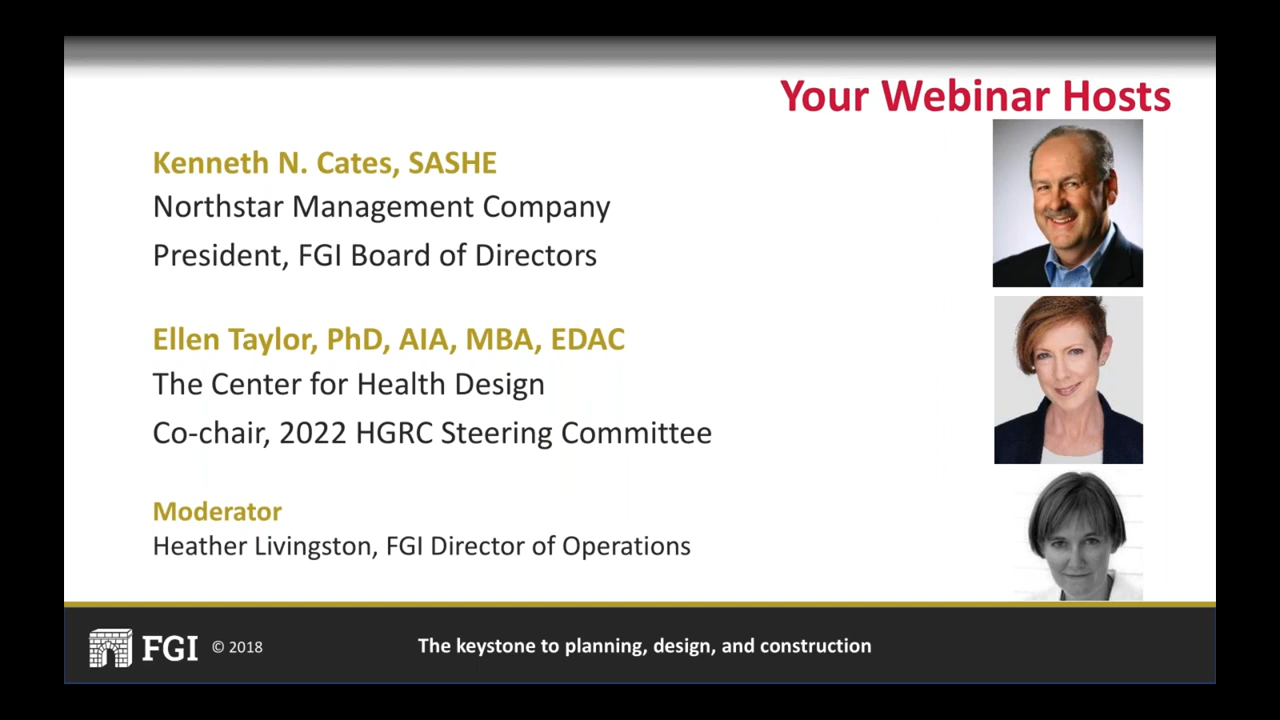 Your Webinar Hosts
Kenneth N. Cates, SASHE
Northstar Management Company
President, FGI Board of Directors
Ellen Taylor, PhD, AIA, MBA, EDAC
The Center for Health Design
Co-chair, 2022 HGRC Steering Committee
Moderator
Heather Livingston, FGI Director of Operations
FGI © 2018
The keystone to planning, design, and construction